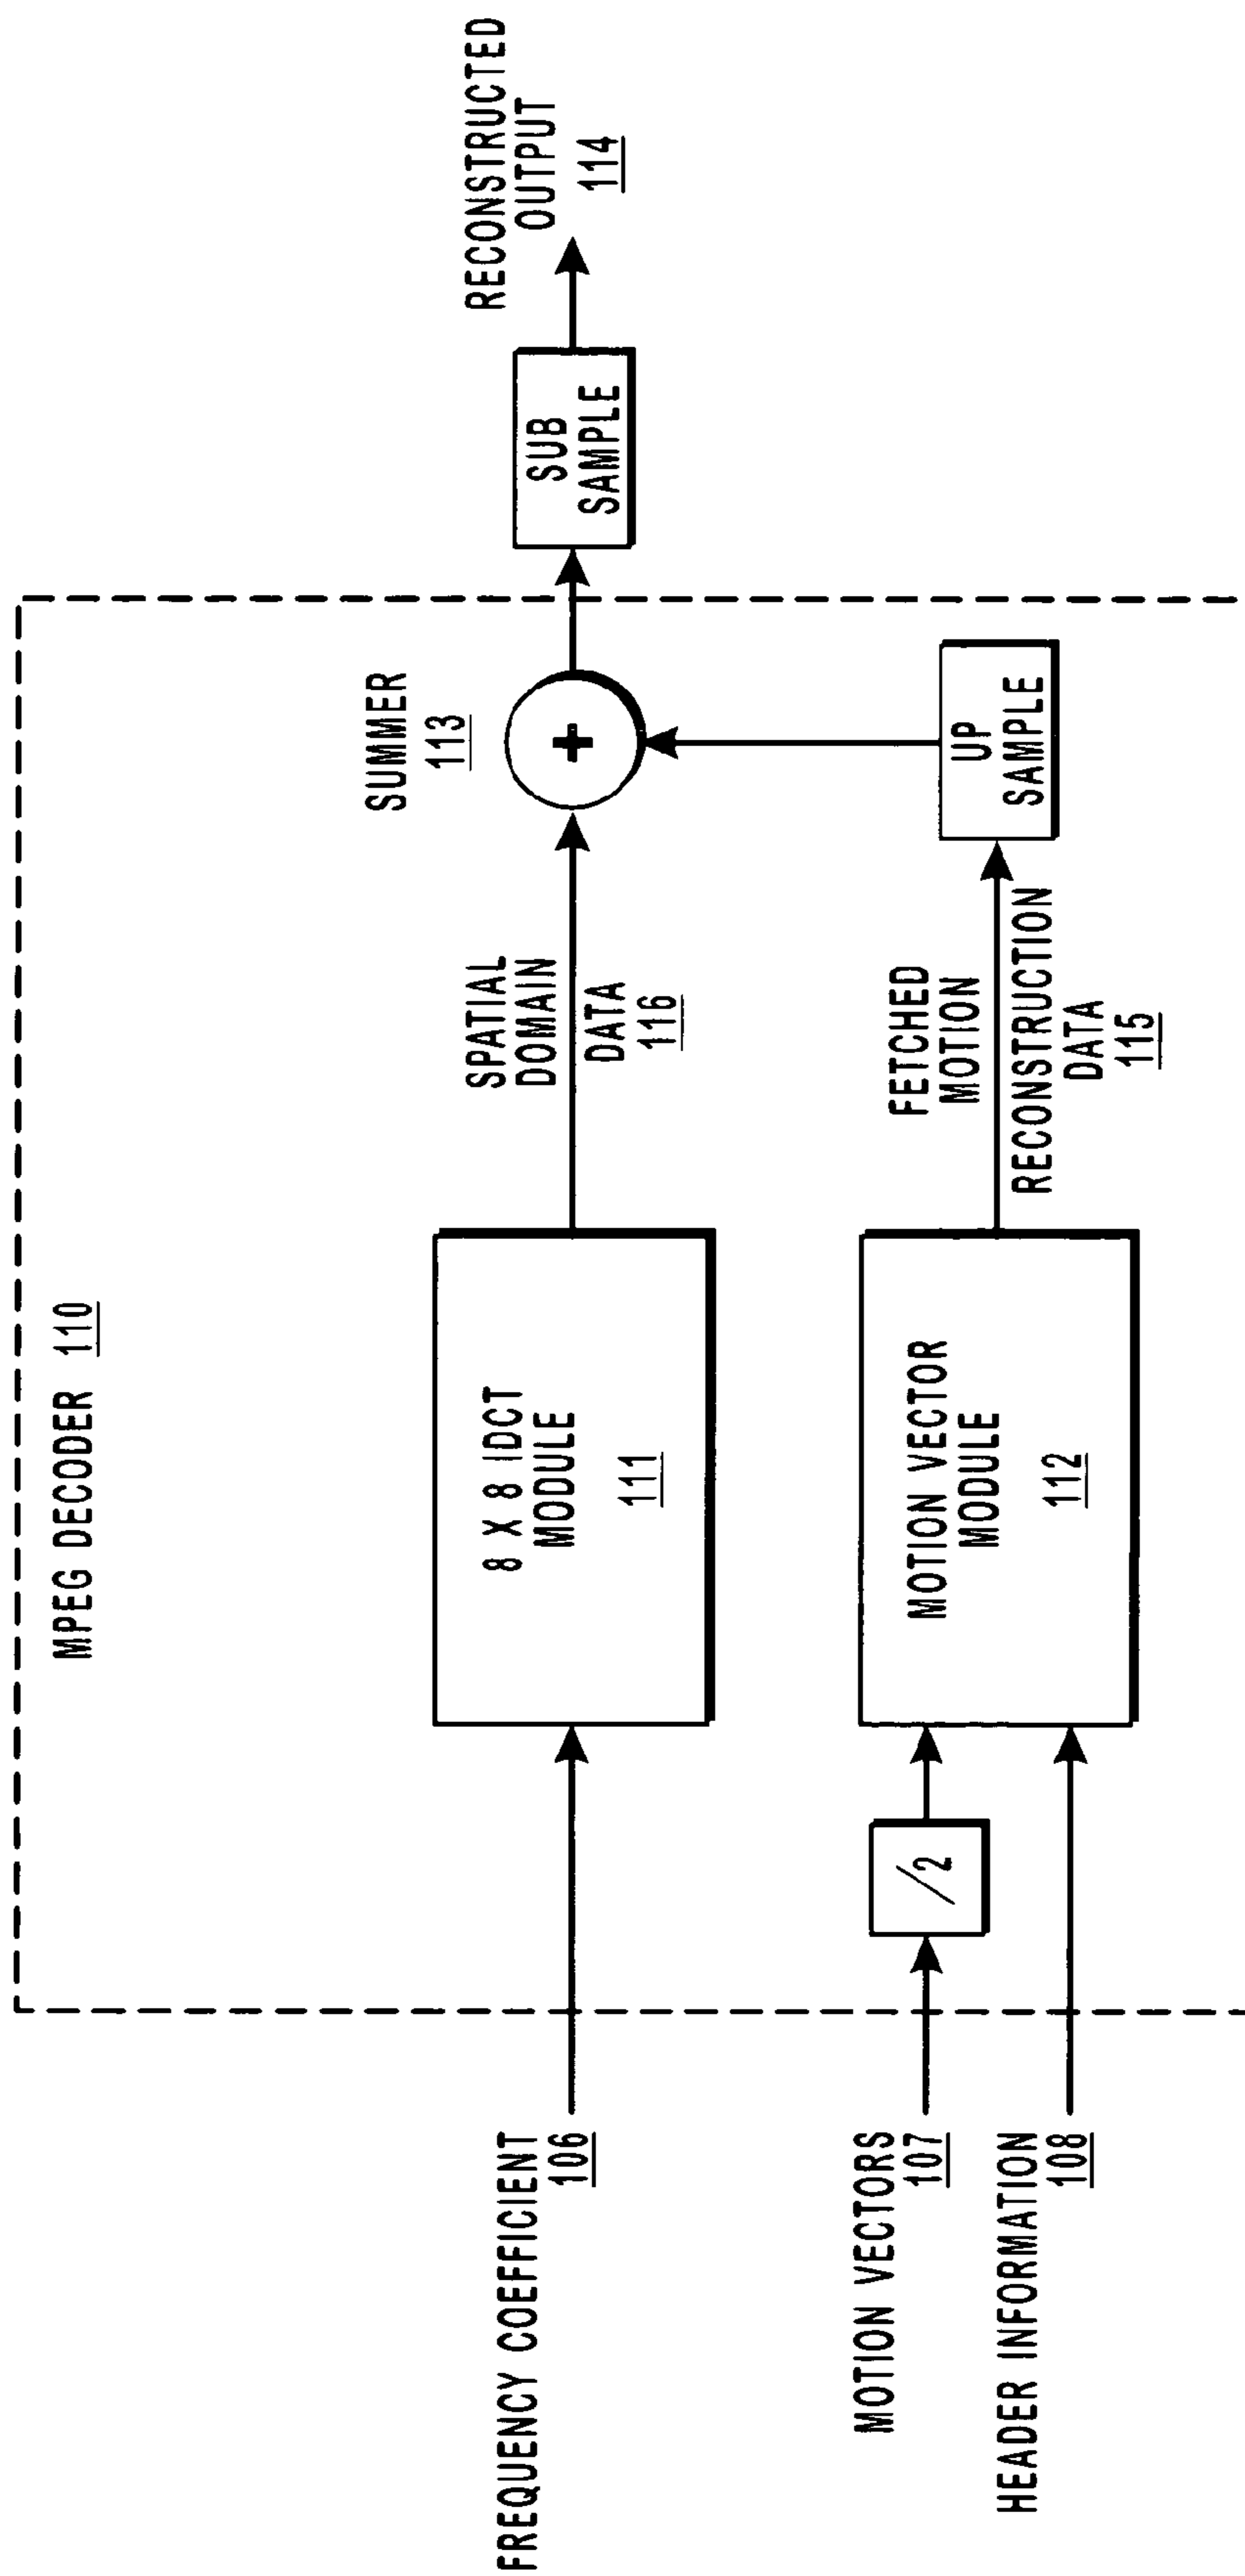 MPEG DECODER 110
FREQUENCY COEFFICIENT
106
8 X 8 IDCT
MODULE
111
SPATIAL
DOMAIN
DATA
116
SUMMER
113
+
SUB
SAMPLE
RECONSTRUCTED
OUTPUT
114
MOTION VECTORS
107
/2
HEADER INFORMATION
108
MOTION VECTOR
MODULE
112
FETCHED
MOTION
RECONSTRUCTION
DATA
115
UP
SAMPLE